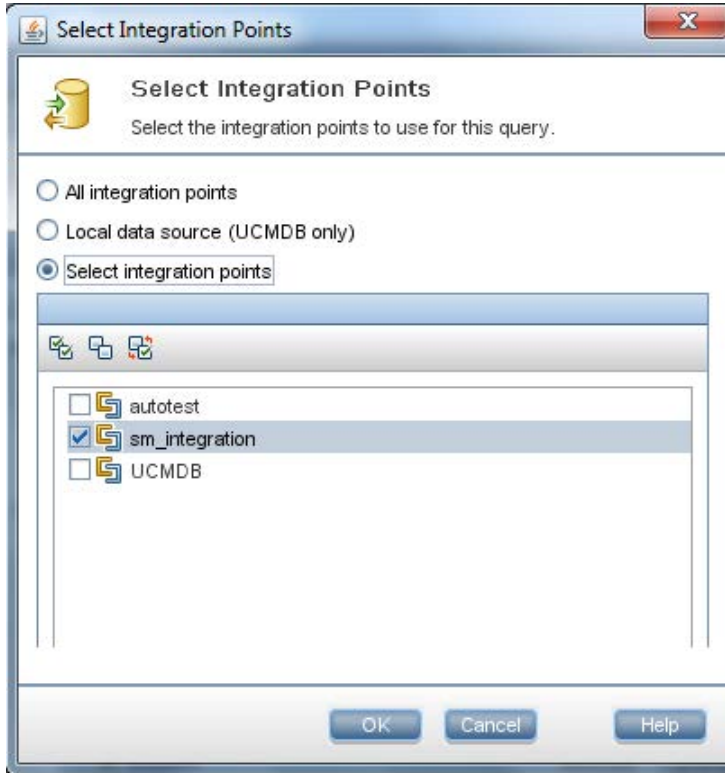 Select Integration Points
Select Integration Points
Select the integration points to use for this query.
All integration points
Local data source (UCMDB only)
Select integration points
autotest
sm_integration
UCMDB
OK Cancel Help